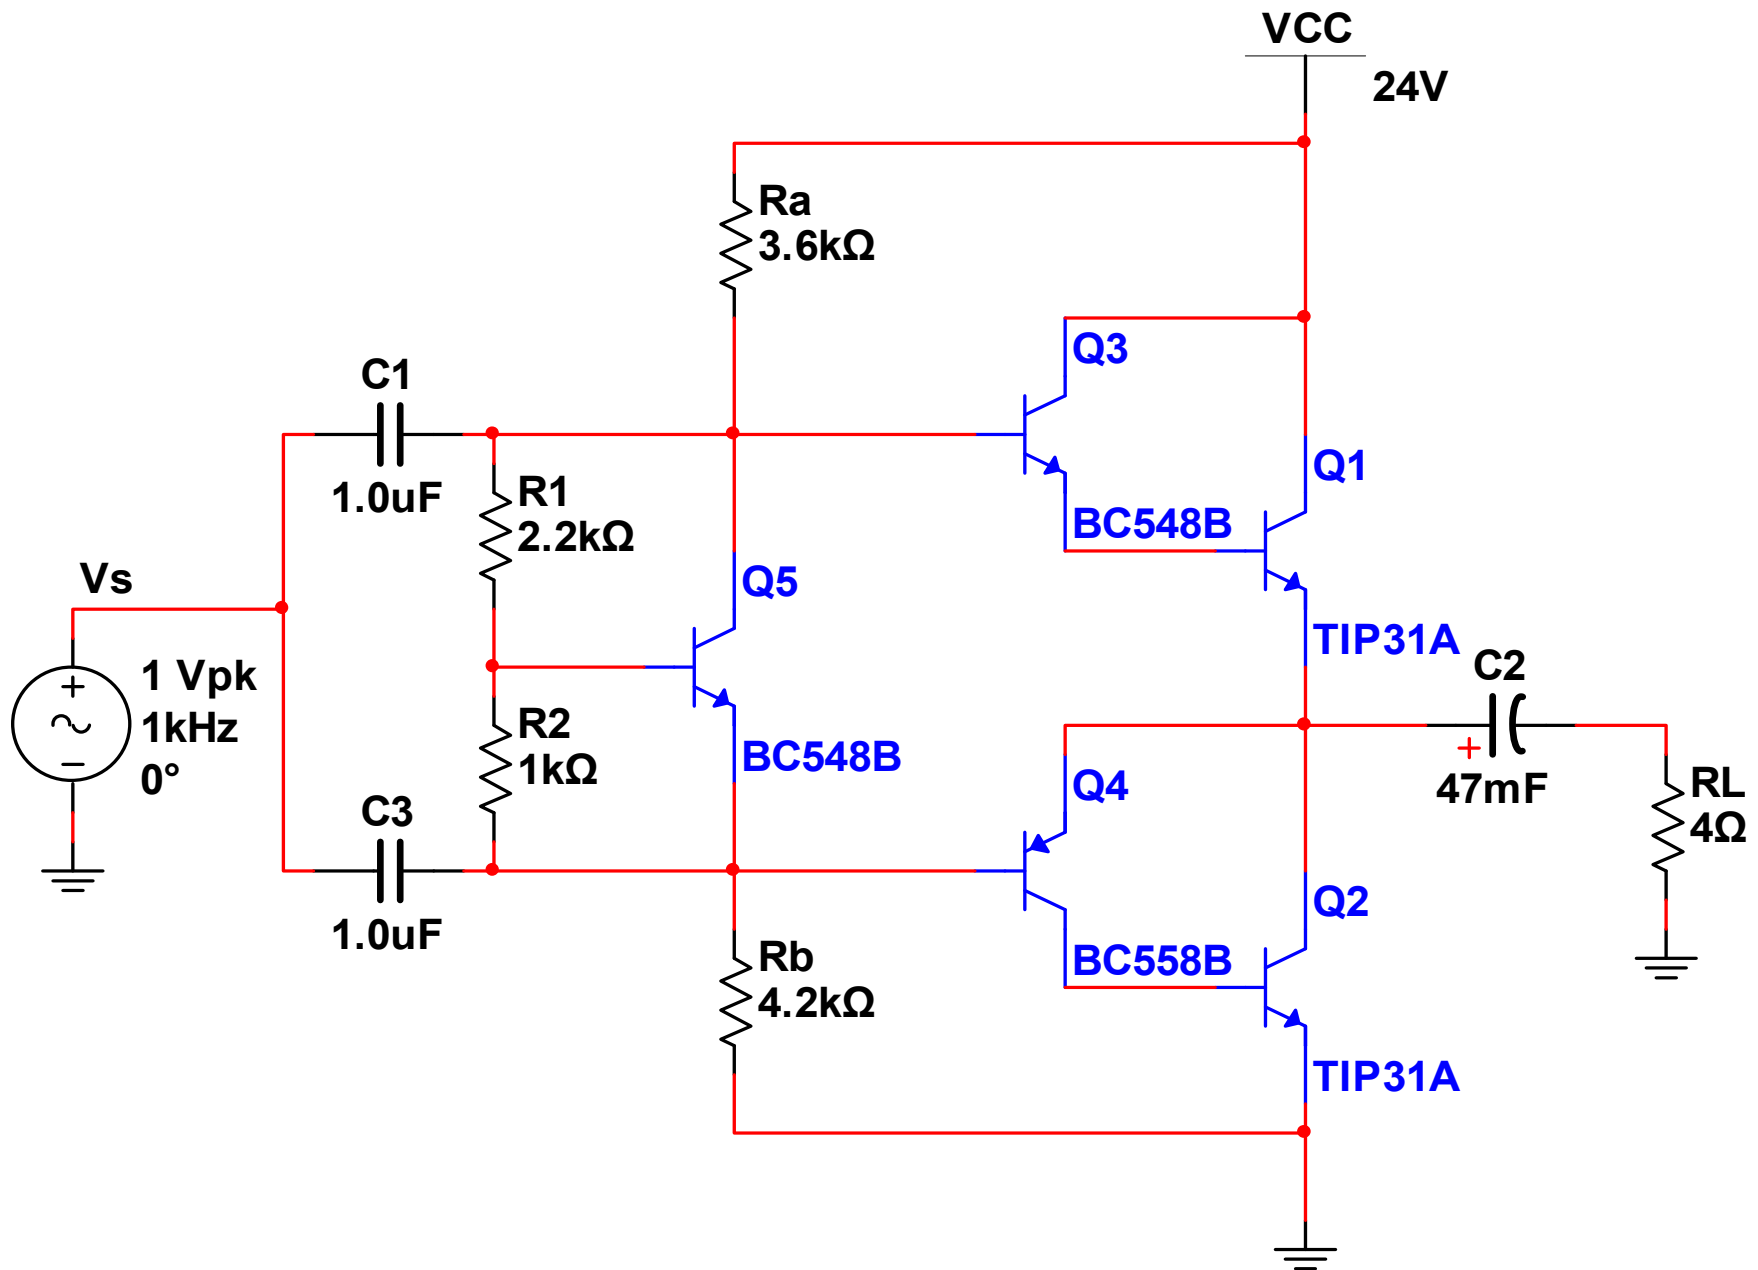 VCC
24V
Ra
3.6kΩ
Q3
C1
1.0uF
R1
2.2kΩ
Q1
BC548B
Vs
Q5
TIP31A
C2
1 Vpk
1kHz
0°
R2
1kΩ
BC548B
Q4
47mF
RL
4Ω
C3
1.0uF
Q2
Rb
4.2kΩ
BC558B
TIP31A